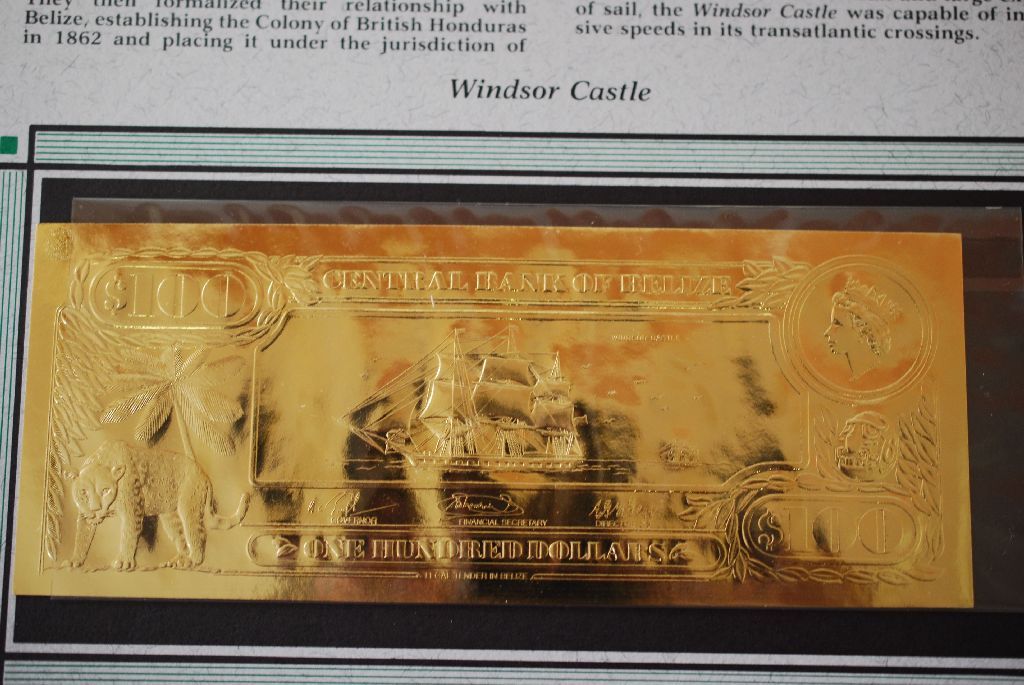 They then formalized their relationship with
Belize, establishing the Colony of British Honduras
in 1862 and placing it under the jurisdiction of
of sail, the Windsor Castle was capable of in
sive speeds in its transatlantic crossings.
Windsor Castle
$100
CENTRAL BANK OF BELIZE
WINDSOR CASTLE
GOVERNOR
FINANCIAL SECRETARY
DIRECTOR
ONE HUNDRED DOLLARS
$100
LEGAL TENDER IN BELIZE